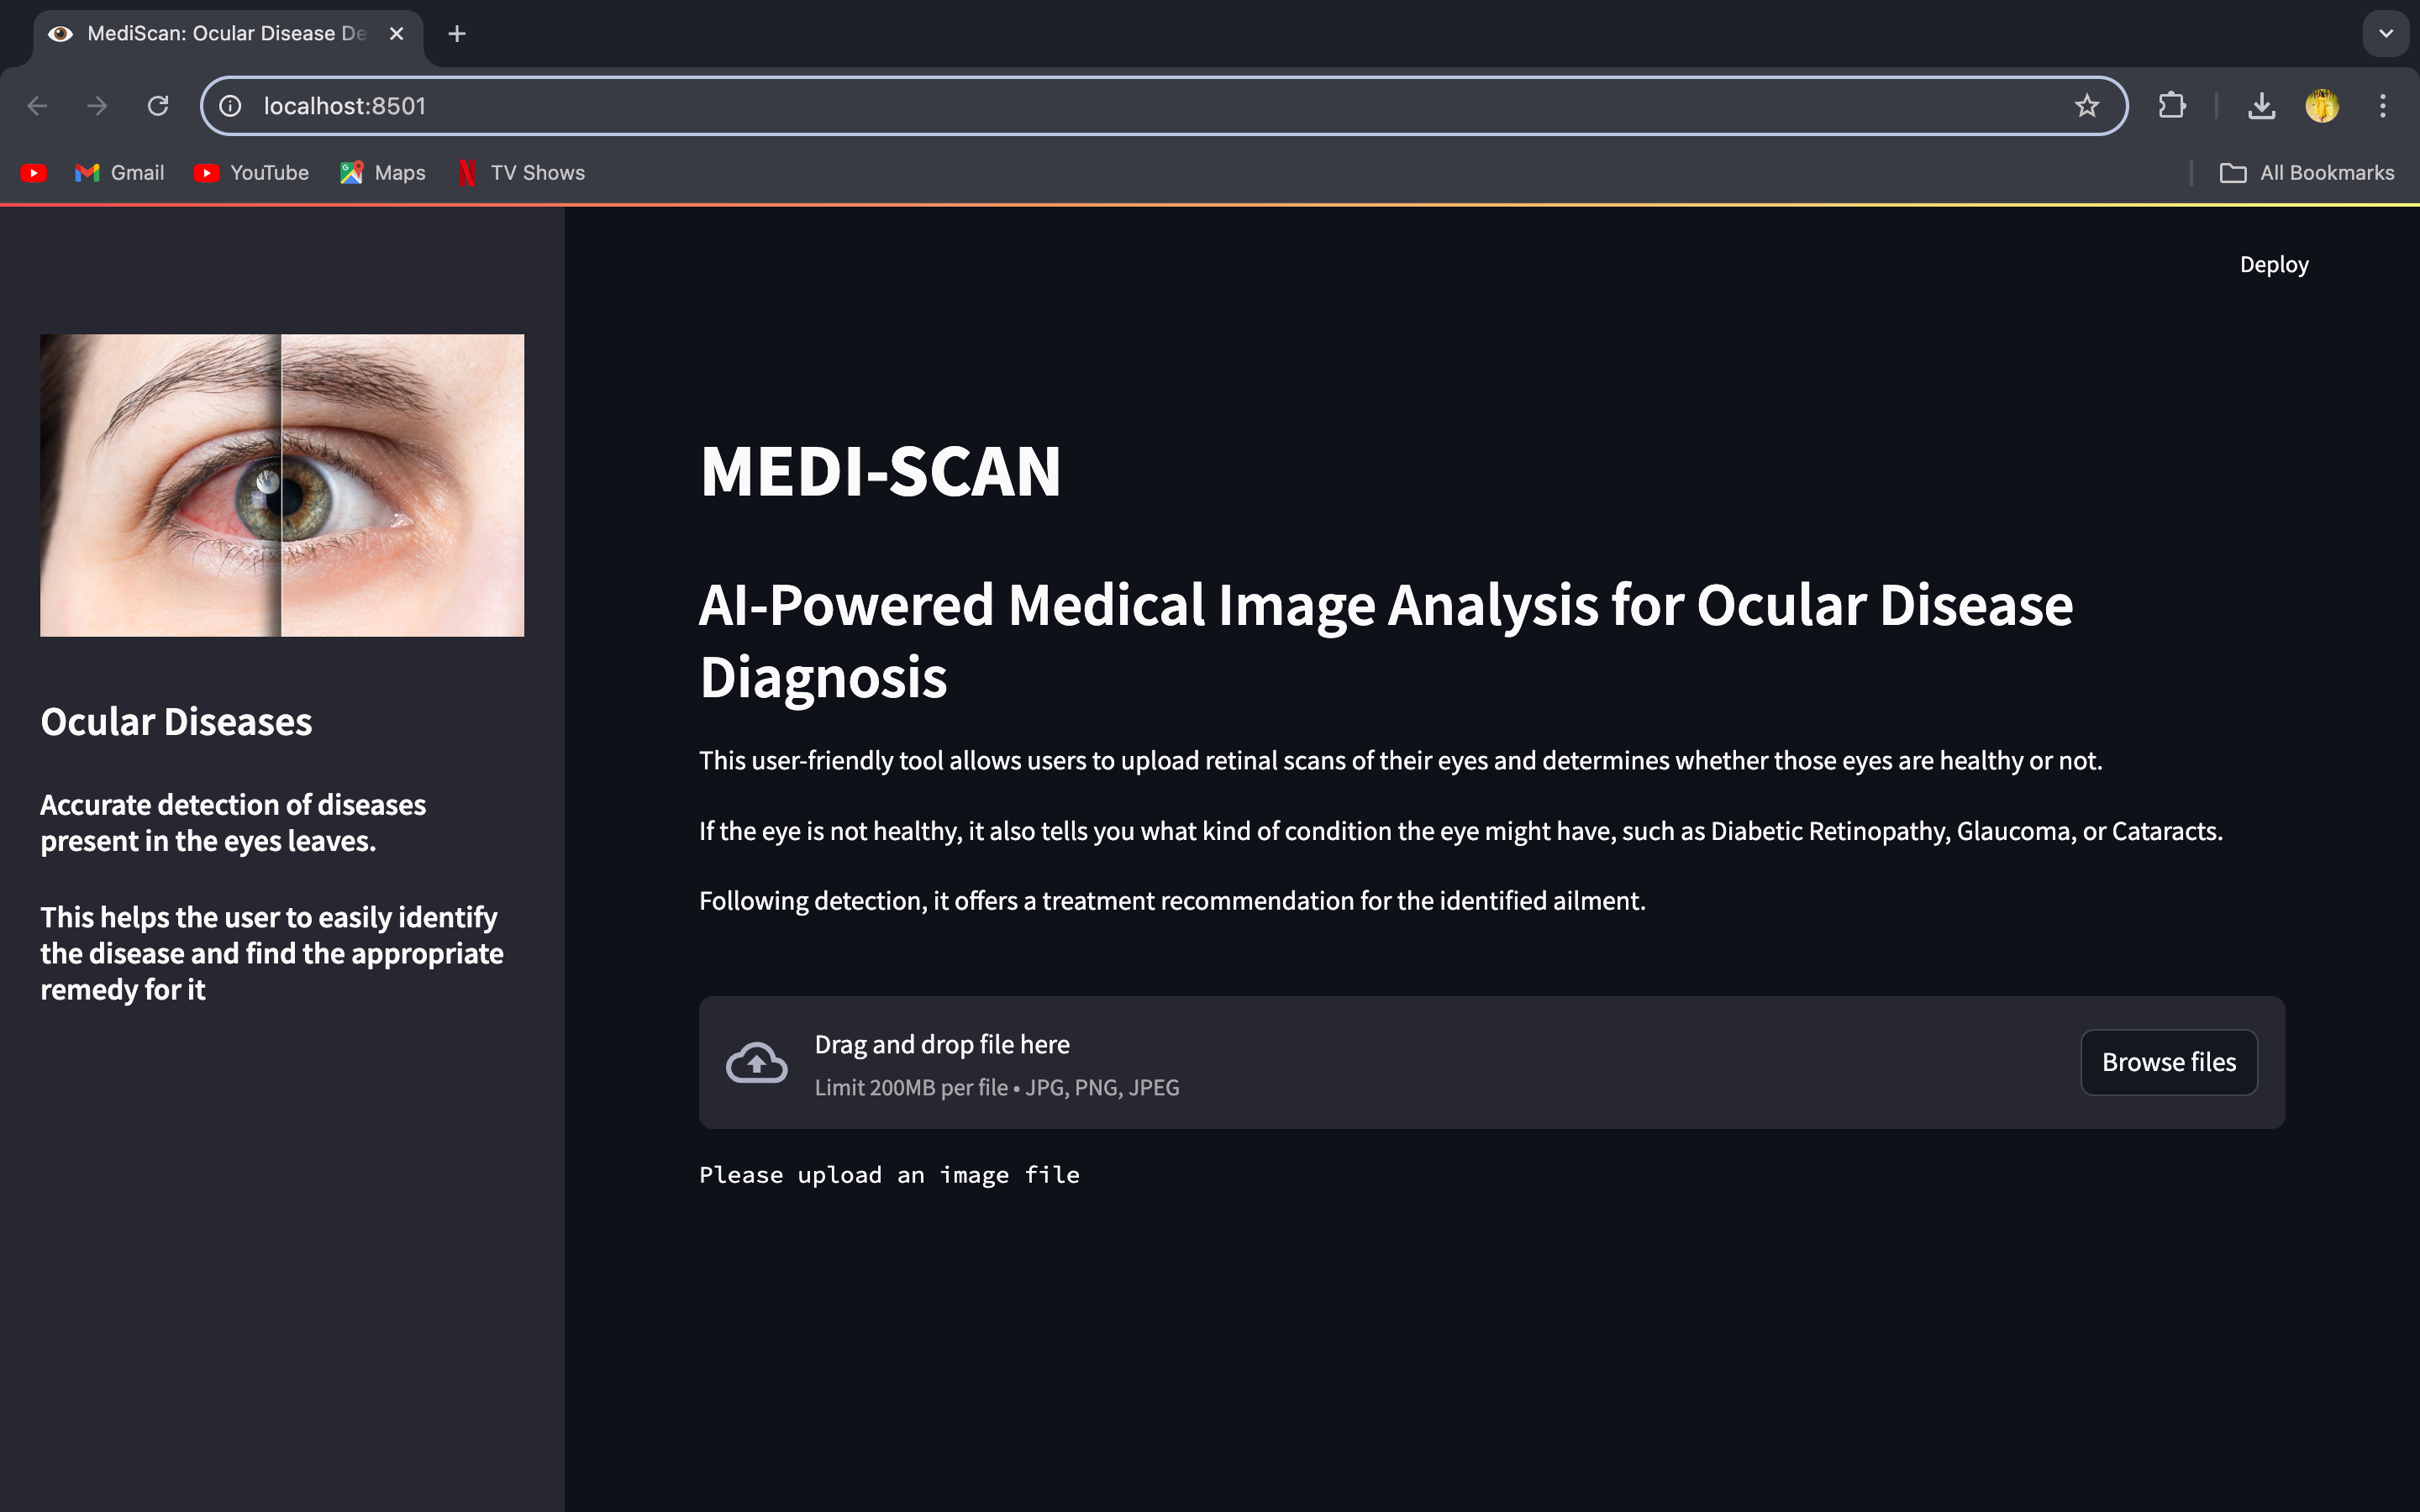 MediScan: Ocular Disease De
localhost:8501
Gmail
YouTube
Maps
TV Shows
All Bookmarks
Deploy
Ocular Diseases
Accurate detection of diseases
present in the eyes leaves.
This helps the user to easily identify
the disease and find the appropriate
remedy for it
MEDI-SCAN
AI-Powered Medical Image Analysis for Ocular Disease
Diagnosis
This user-friendly tool allows users to upload retinal scans of their eyes and determines whether those eyes are healthy or not.
If the eye is not healthy, it also tells you what kind of condition the eye might have, such as Diabetic Retinopathy, Glaucoma, or Cataracts.
Following detection, it offers a treatment recommendation for the identified ailment.
Drag and drop file here
Limit 200MB per file • JPG, PNG, JPEG
Browse files
Please upload an image file